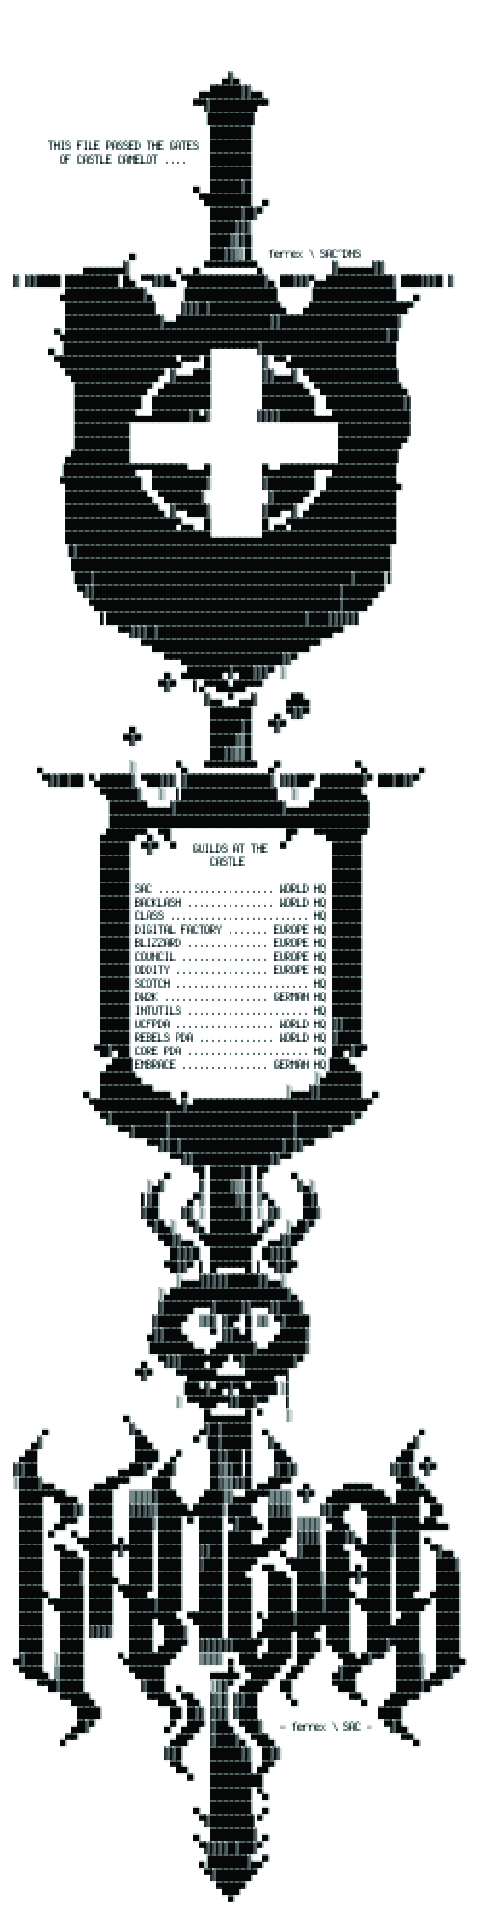 THIS FILE PASSED THE GATES
OF CASTLE CAMELOT ....
ferrex \ SAC^DMS
GUILDS AT THE
CASTLE
SAC .................... WORLD HQ
BACKLASH ............... WORLD HQ
CLASS ........................ HQ
DIGITAL FACTORY ....... EUROPE HQ
BLIZZARD .............. EUROPE HQ
COUNCIL ............... EUROPE HQ
ODDITY ................ EUROPE HQ
SCOTCH ....................... HQ
DWZK .................. GERMAN HQ
INTUTILS ..................... HQ
UCFPDA ................. WORLD HQ
REBELS PDA ............. WORLD HQ
CORE PDA ..................... HQ
EMBRACE ............... GERMAN HQ
- ferrex \ SAC -